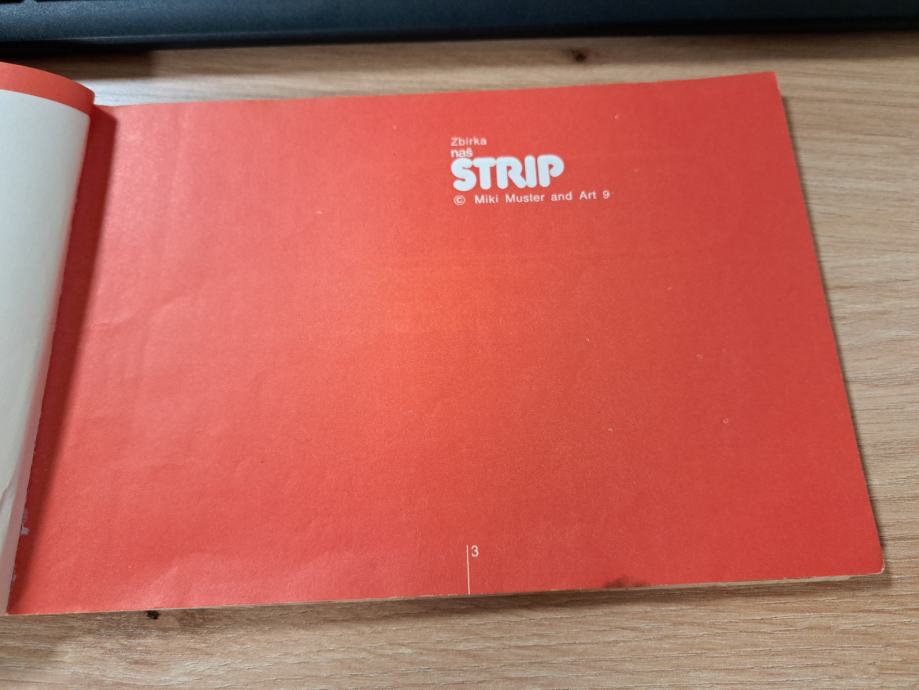 Zbirka
naš
STRIP
© Miki Muster and Art 9
3